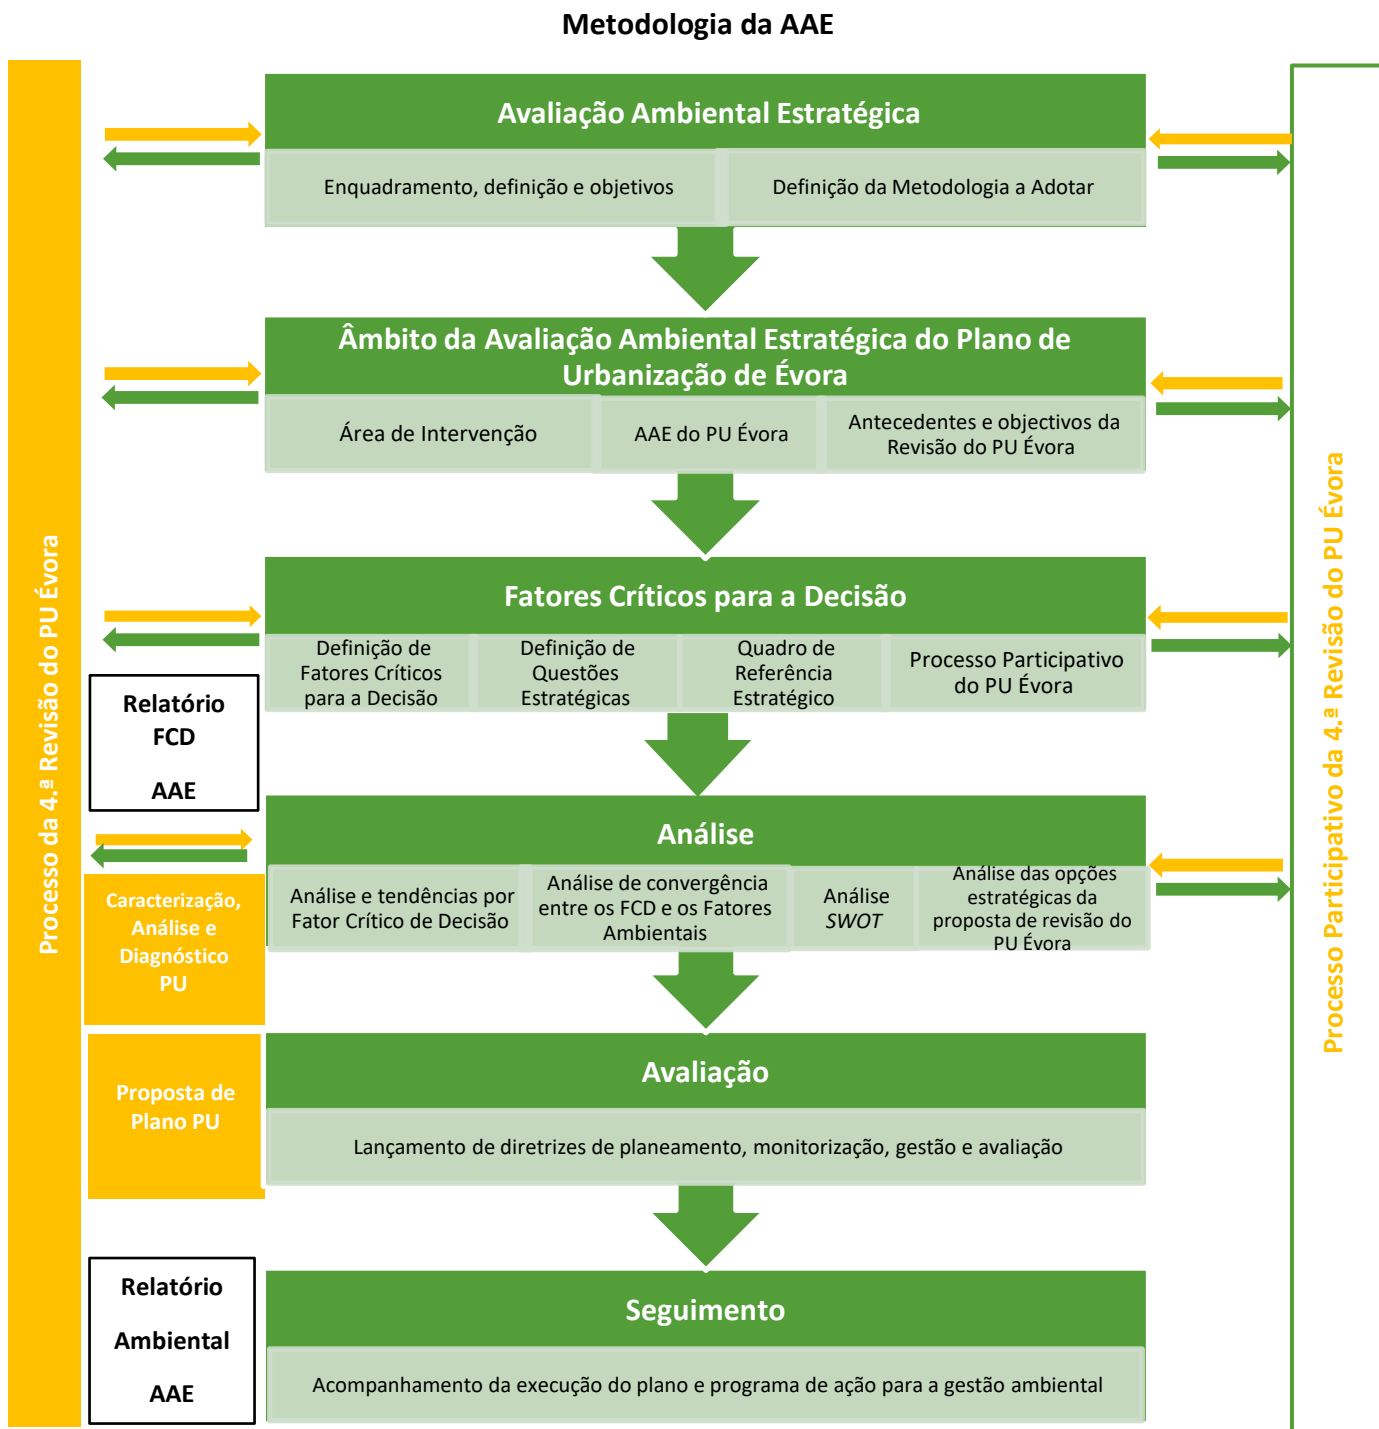 Metodologia da AAE
Processo da 4.ª Revisão do PU Évora
Avaliação Ambiental Estratégica
Enquadramento, definição e objetivos
Definição da Metodologia a Adotar
Âmbito da Avaliação Ambiental Estratégica do Plano de
Urbanização de Évora
Área de Intervenção
AAE do PU Évora
Antecedentes e objectivos da
Revisão do PU Évora
Fatores Críticos para a Decisão
Definição de
Fatores Críticos
para a Decisão
Definição de
Questões
Estratégicas
Quadro de
Referência
Estratégico
Processo Participativo
do PU Évora
Relatório
FCD
AAE
Análise
Análise e tendências por
Fator Crítico de Decisão
Análise de convergência
entre os FCD e os Fatores
Ambientais
Análise
SWOT
Análise das opções
estratégicas da
proposta de revisão do
PU Évora
Caracterização,
Análise e
Diagnóstico
PU
Avaliação
Lançamento de diretrizes de planeamento, monitorização, gestão e avaliação
Proposta de
Plano PU
Seguimento
Acompanhamento da execução do plano e programa de ação para a gestão ambiental
Relatório
Ambiental
AAE
Processo Participativo da 4.ª Revisão do PU Évora